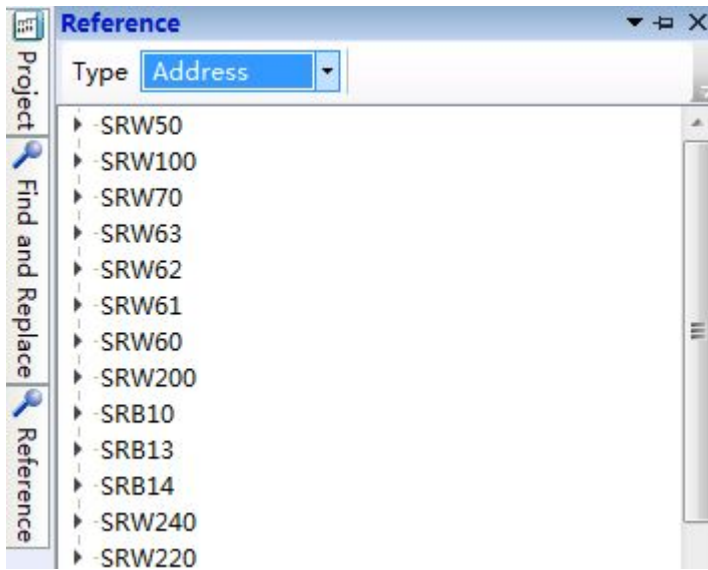 Reference
Type Address
SRW50
SRW100
SRW70
SRW63
SRW62
SRW61
SRW60
SRW200
SRB10
SRB13
SRB14
SRW240
SRW220
Project
Find and Replace
Reference